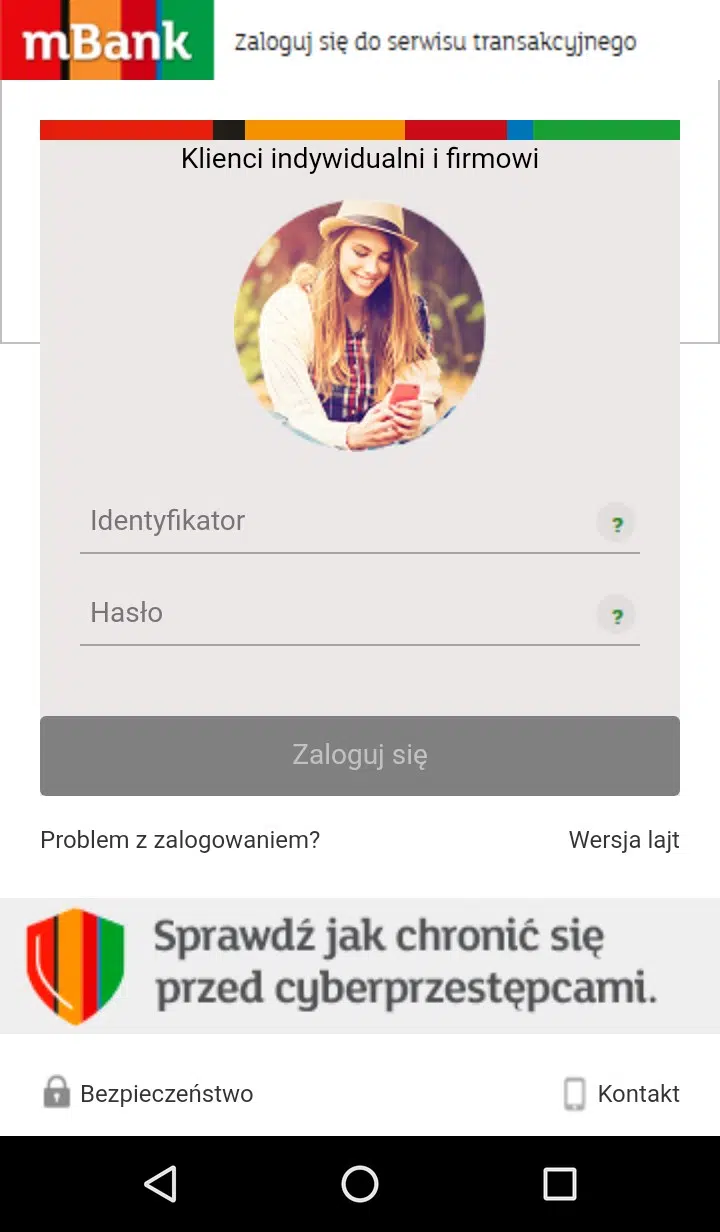 mBank
Zaloguj się do serwisu transakcyjnego
Klienci indywidualni i firmowi
Identyfikator
?
Hasło
?
Zaloguj się
Problem z zalogowaniem?
Wersja lajt
Sprawdź jak chronić się
przed cyberprzestępcami.
Bezpieczeństwo
Kontakt